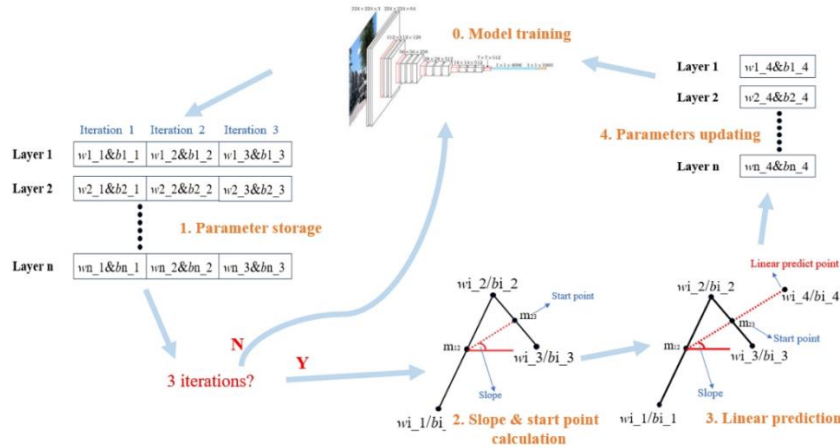 0. Model training
Layer 1
w1_4&b1_4
Layer 2
w2_4&b2_4
4. Parameters updating
Layer n
wn_4&bn_4
Iteration 1 Iteration 2 Iteration 3
Layer 1 w1_1&b1_1 w1_2&b1_2 w1_3&b1_3
Layer 2 w2_1&b2_1 w2_2&b2_2 w2_3&b2_3
1. Parameter storage
Layer n wn_1&bn_1 wn_2&bn_2 wn_3&bn_3
3 iterations?
N
Y
wi_2/bi_2
Start point
m₂₃
m₁₂
wi_3/bi_3
Slope
wi_1/bi_
2. Slope & start point
calculation
Linear predict point
wi_2/bi_2
wi_4/bi_4
m₂₃
Start point
m₁₂
wi_3/bi_3
Slope
wi_1/bi_1
3. Linear prediction